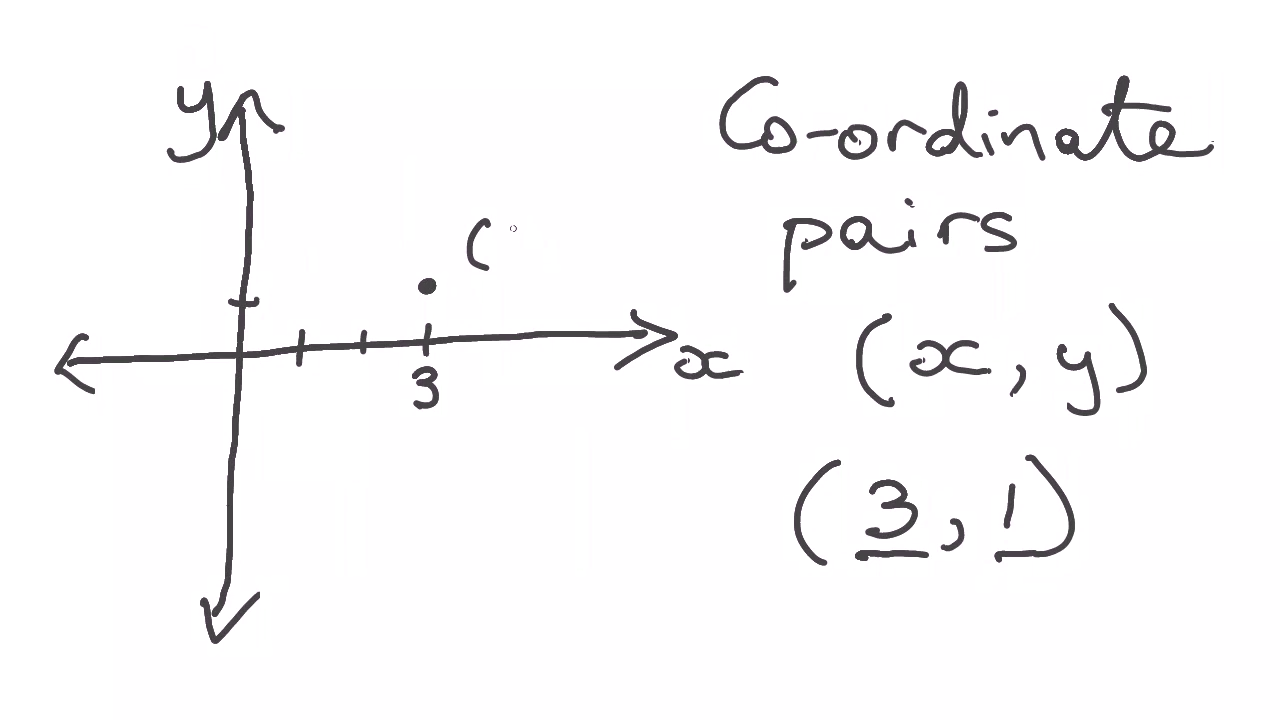 y
(
x
3
Co-ordinate
pairs
(x, y)
(3, 1)